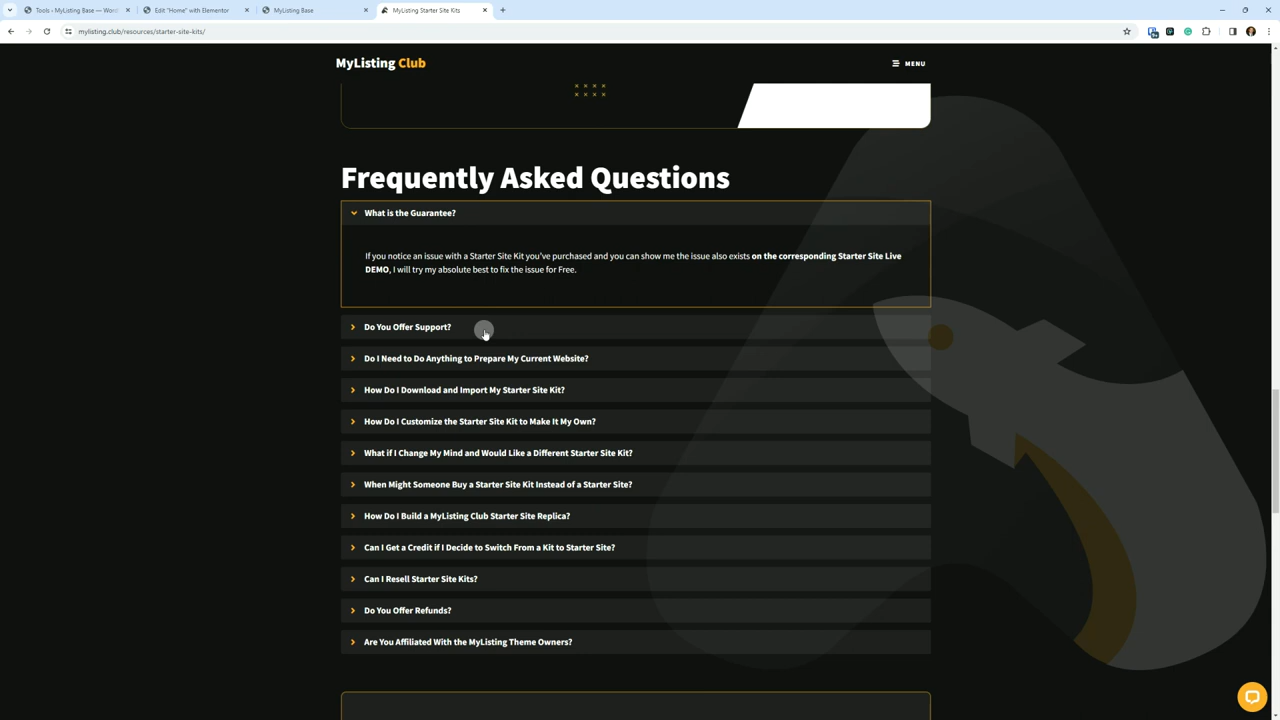 Tools ‹ MyListing Base — Word
Edit "Home" with Elementor
MyListing Base
MyListing Starter Site Kits
mylisting.club/resources/starter-site-kits/
MyListing Club
MENU
Frequently Asked Questions
What is the Guarantee?
If you notice an issue with a Starter Site Kit you've purchased and you can show me the issue also exists on the corresponding Starter Site Live
DEMO, I will try my absolute best to fix the issue for Free.
Do You Offer Support?
Do I Need to Do Anything to Prepare My Current Website?
How Do I Download and Import My Starter Site Kit?
How Do I Customize the Starter Site Kit to Make It My Own?
What if I Change My Mind and Would Like a Different Starter Site Kit?
When Might Someone Buy a Starter Site Kit Instead of a Starter Site?
How Do I Build a MyListing Club Starter Site Replica?
Can I Get a Credit if I Decide to Switch From a Kit to Starter Site?
Can I Resell Starter Site Kits?
Do You Offer Refunds?
Are You Affiliated With the MyListing Theme Owners?